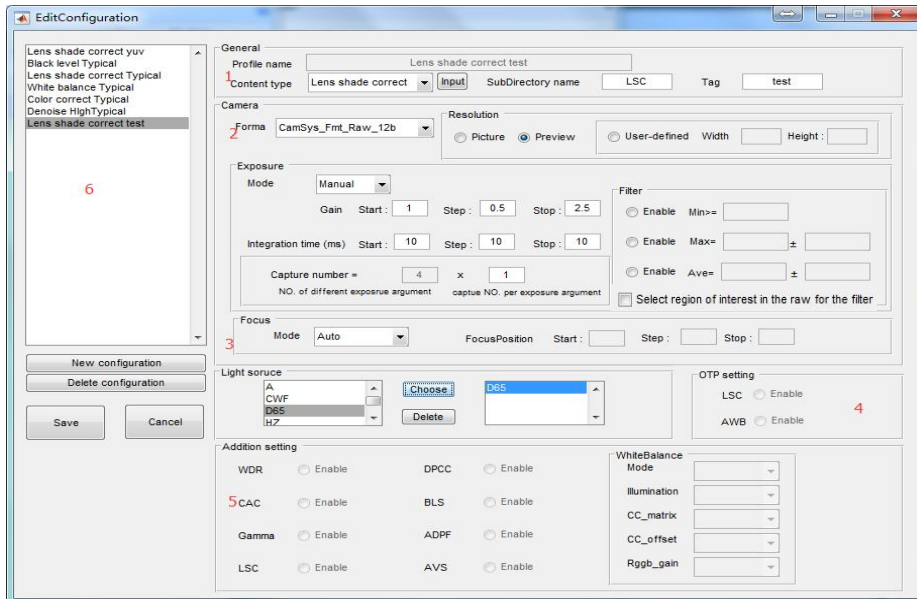 EditConfiguration
Lens shade correct yuv
Black level Typical
Lens shade correct Typical
White balance Typical
Color correct Typical
Denoise HIghTypical
Lens shade correct test
6
New configuration
Delete configuration
Save
Cancel
General
Profile name
Lens shade correct test
1
Content type
Lens shade correct
Input
SubDirectory name
LSC
Tag
test
Camera
2
Forma
CamSys_Fmt_Raw_12b
Resolution
Picture
Preview
User-defined
Width
Height :
Exposure
Mode
Manual
Gain
Start :
1
Step :
0.5
Stop :
2.5
Integration time (ms)
Start :
10
Step :
10
Stop :
10
Capture number =
4
x
1
NO. of different exposrue argument
captue NO. per exposure argument
Filter
Enable
Min>=
Enable
Max=
±
Enable
Ave=
±
Select region of interest in the raw for the filter
Focus
3
Mode
Auto
FocusPosition
Start :
Step :
Stop :
Light soruce
A
CWF
D65
HZ
Choose
Delete
D65
OTP setting
LSC
Enable
4
AWB
Enable
Addition setting
WDR
Enable
DPCC
Enable
5
CAC
Enable
BLS
Enable
Gamma
Enable
ADPF
Enable
LSC
Enable
AVS
Enable
WhiteBalance
Mode
Illumination
CC_matrix
CC_offset
Rggb_gain